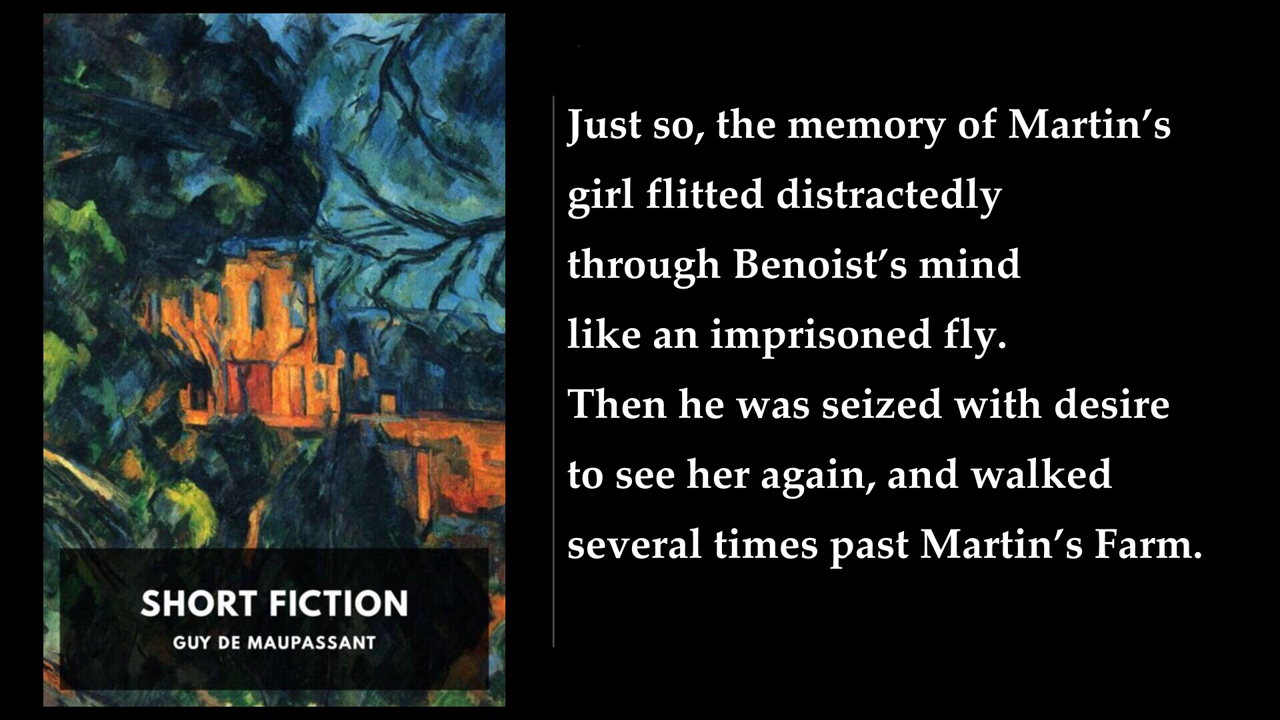 SHORT FICTION
GUY DE MAUPASSANT
Just so, the memory of Martin’s
girl flitted distractedly
through Benoist’s mind
like an imprisoned fly.
Then he was seized with desire
to see her again, and walked
several times past Martin’s Farm.